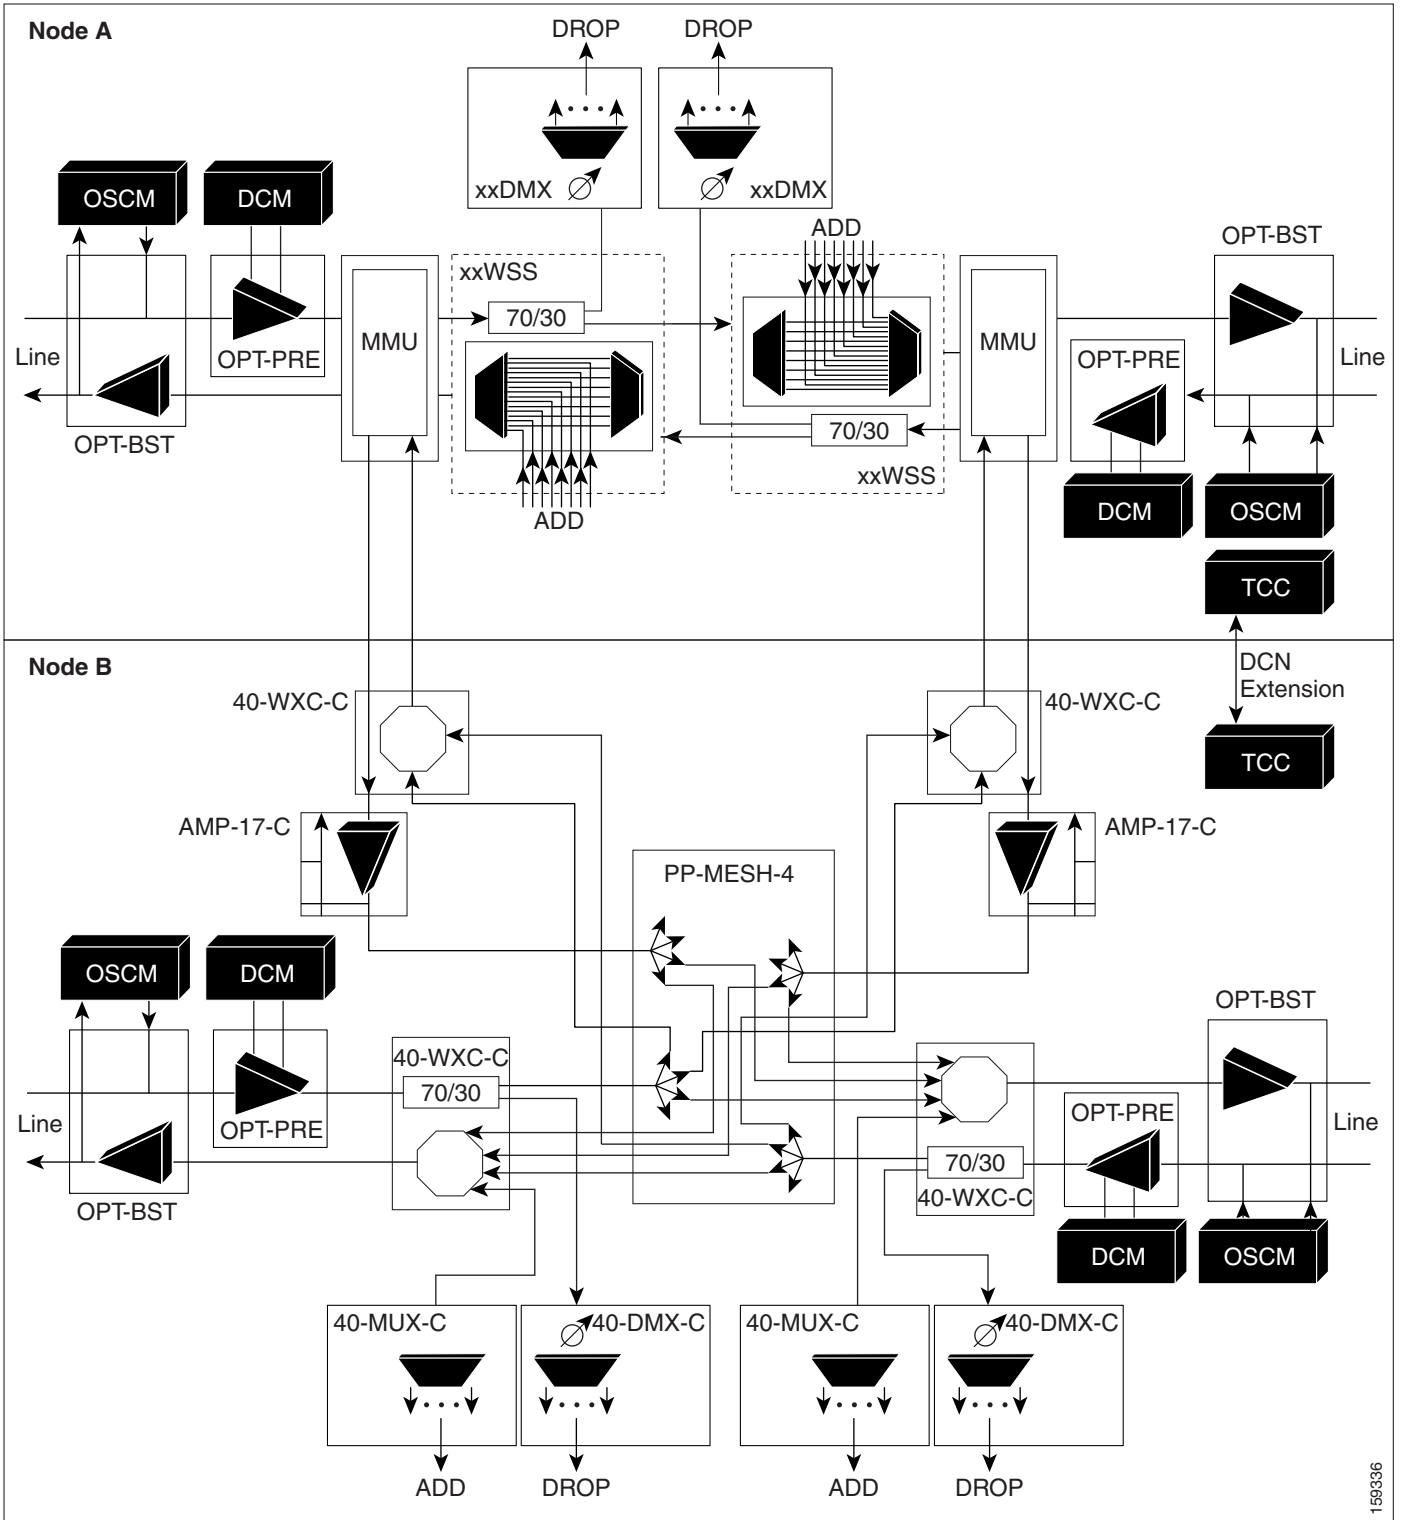 Node A
DROP
DROP
xxDMX
xxDMX
OSCM
DCM
ADD
OPT-BST
xxWSS
70/30
MMU
MMU
Line
OPT-PRE
OPT-PRE
Line
OPT-BST
70/30
xxWSS
ADD
DCM
OSCM
TCC
Node B
DCN
Extension
40-WXC-C
40-WXC-C
TCC
AMP-17-C
AMP-17-C
PP-MESH-4
OSCM
DCM
OPT-BST
40-WXC-C
70/30
OPT-PRE
OPT-PRE
Line
Line
70/30
40-WXC-C
OPT-BST
DCM
OSCM
40-MUX-C
40-DMX-C
40-MUX-C
40-DMX-C
ADD
DROP
ADD
DROP
159336